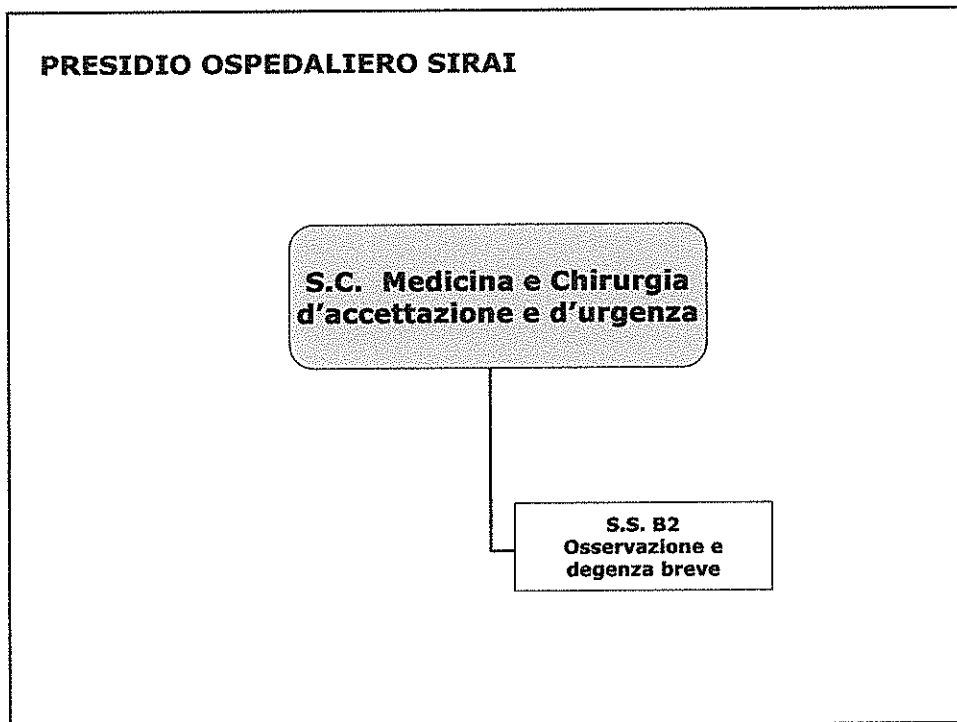 PRESIDIO OSPEDALIERO SIRAI
S.C. Medicina e Chirurgia
d'accettazione e d'urgenza
S.S. B2
Osservazione e
degenza breve